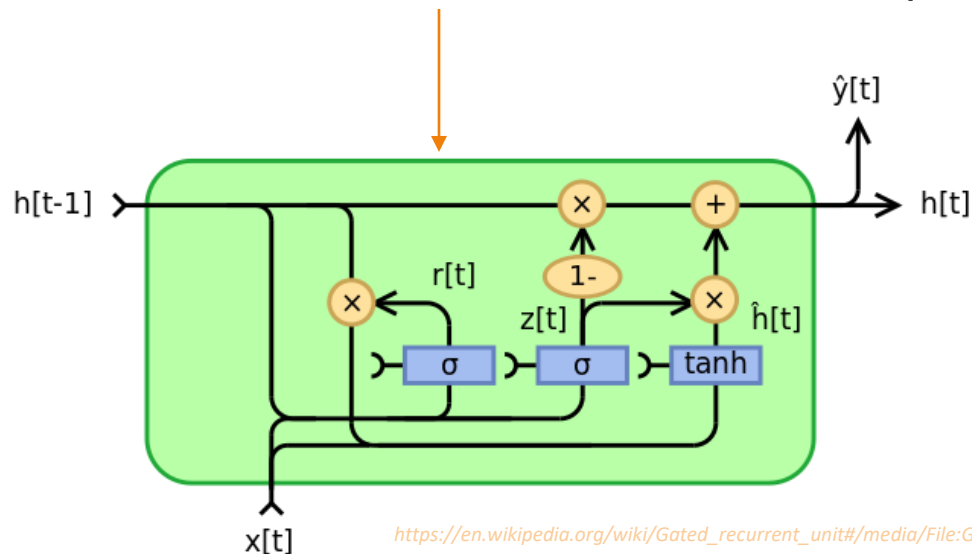 ŷ[t]
h[t-1]
×
+
h[t]
r[t]
1-
×
z[t]
×
ĥ[t]
σ
σ
tanh
x[t]
https://en.wikipedia.org/wiki/Gated_recurrent_unit#/media/File:G